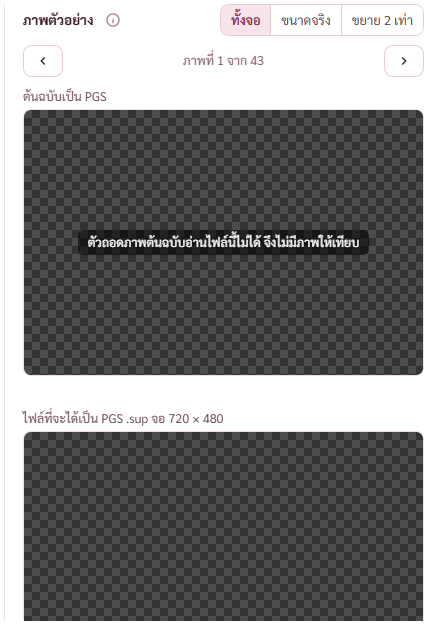 ภาพตัวอย่าง
ทั้งจอ ขนาดจริง ขยาย 2 เท่า
ภาพที่ 1 จาก 43
ต้นฉบับเป็น PGS
ตัวถอดภาพต้นฉบับอ่านไฟล์นี้ไม่ได้ จึงไม่มีภาพให้เทียบ
ไฟล์ที่จะได้เป็น PGS .sup จอ 720 × 480